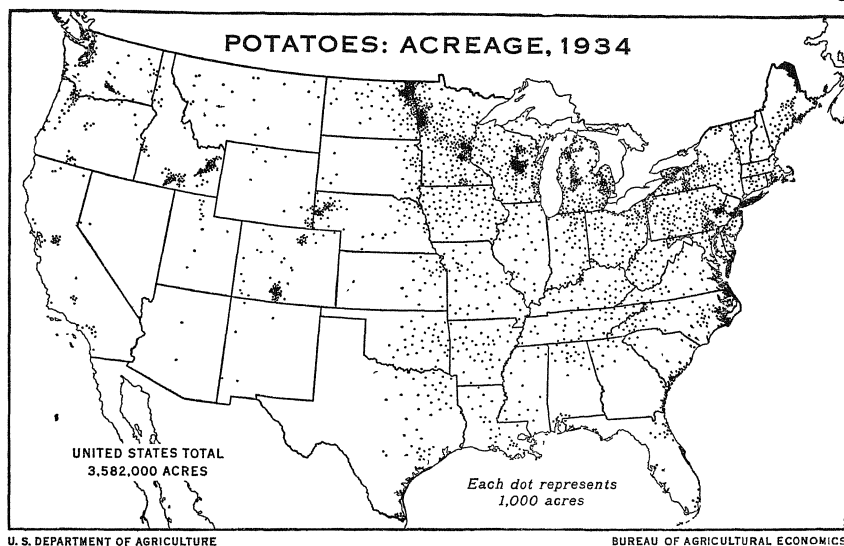 POTATOES: ACREAGE, 1934
UNITED STATES TOTAL
3,582,000 ACRES
Each dot represents
1,000 acres
U. S. DEPARTMENT OF AGRICULTURE
BUREAU OF AGRICULTURAL ECONOMICS